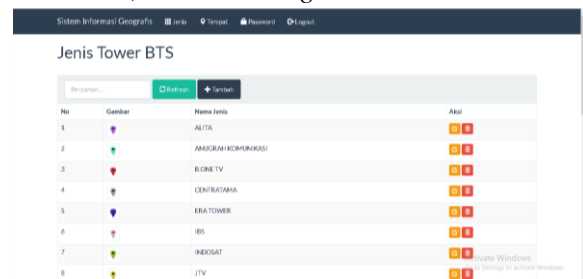 Sistem Informasi Geografis Jenis Tempat Password Logout
Jenis Tower BTS
Pencarian... Refresh Tambah
No Gambar Nama Jenis Aksi
1 ALITA
2 ANUGRAH KOMUNIKASI
3 B.ONE TV
4 CENTRATAMA
5 ERA TOWER
6 IBS
7 INDOSAT
8 JTV
Activate Windows
Go to Settings to activate Windows.